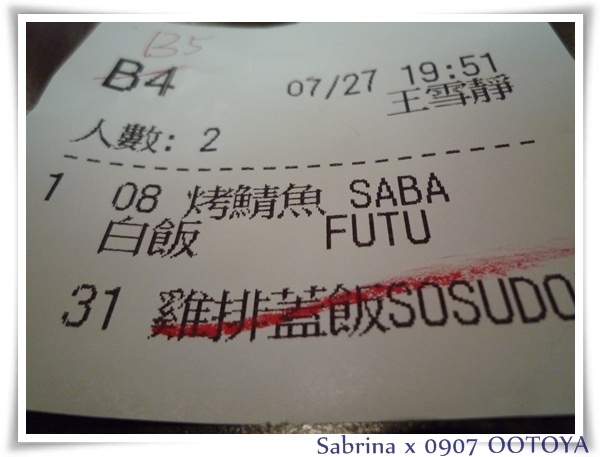 B5
B4
07/27 19:51
王雪靜
人數: 2
1 08 烤鯖魚 SABA
白飯 FUTU
31 雞排蓋飯SOSUDO
Sabrina x 0907 OOTOYA